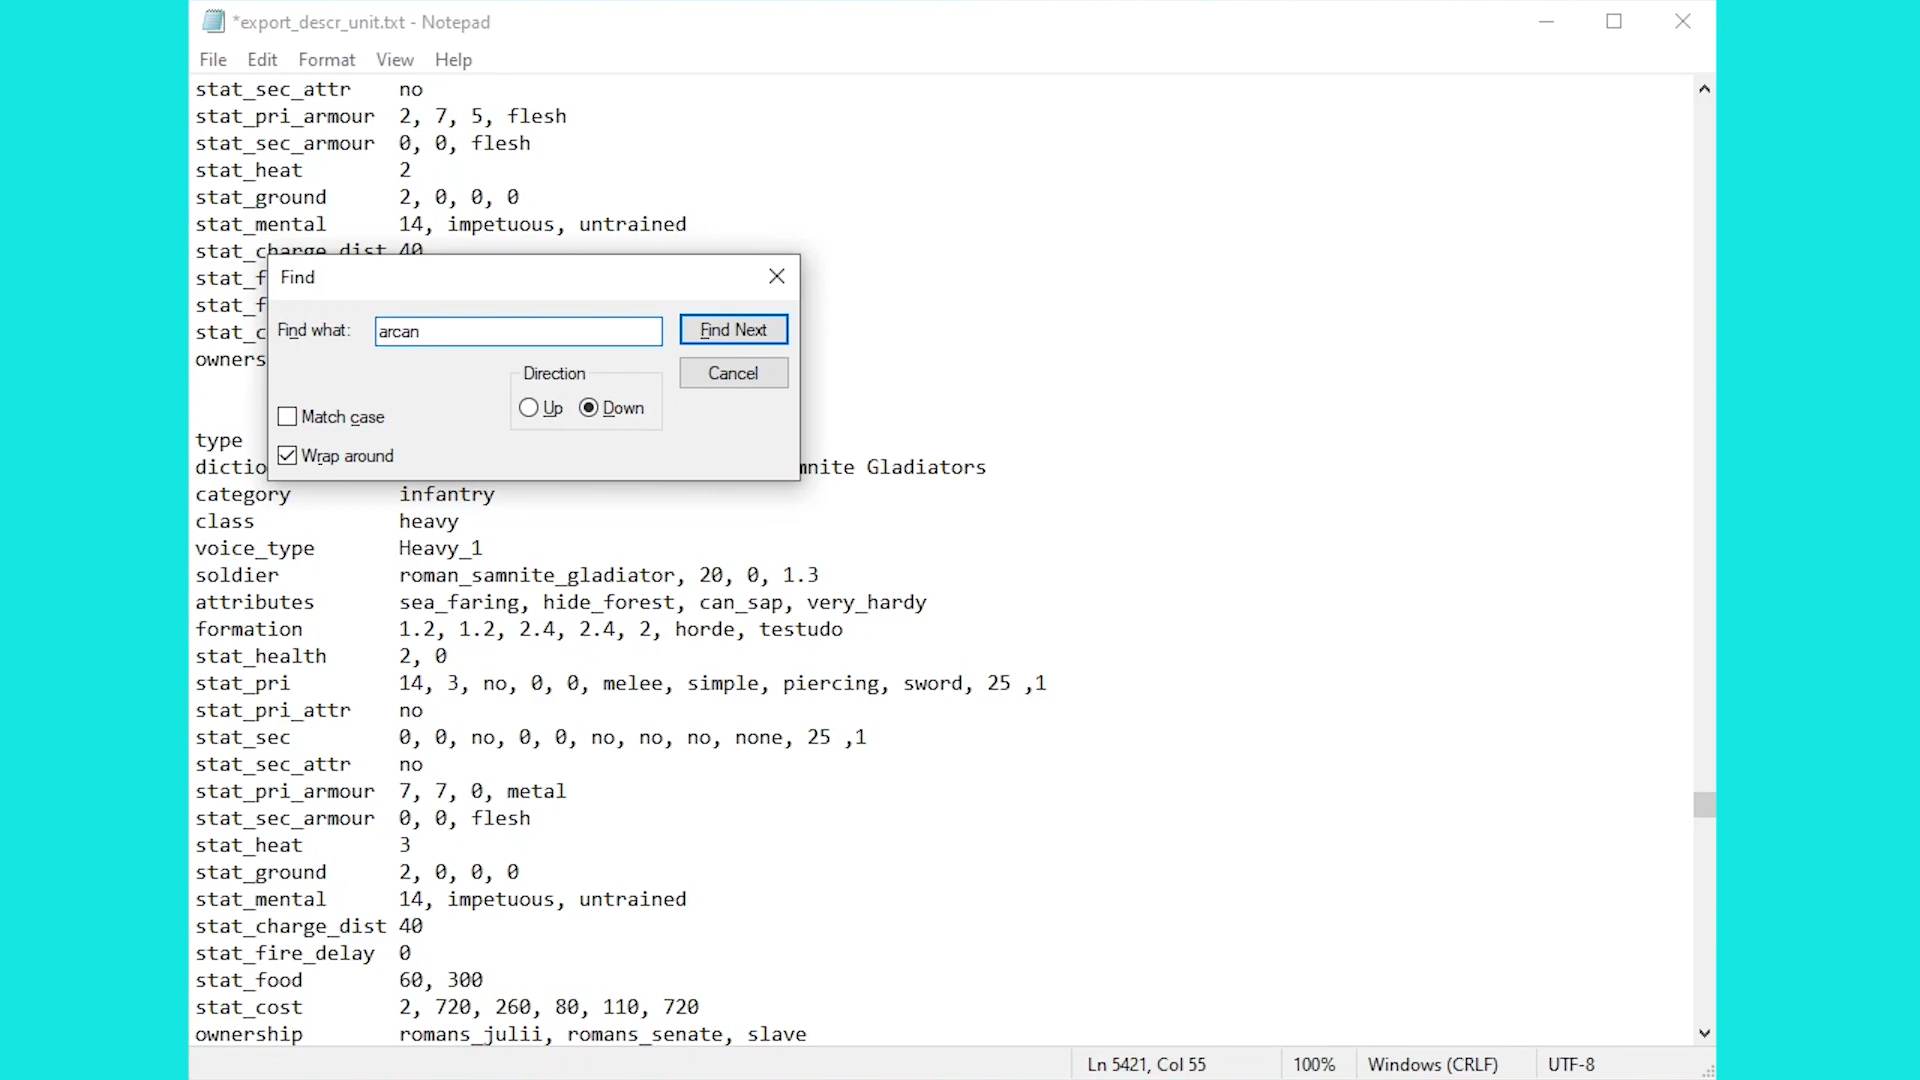 *export_descr_unit.txt - Notepad
File Edit Format View Help
stat_sec_attr no
stat_pri_armour 2, 7, 5, flesh
stat_sec_armour 0, 0, flesh
stat_heat 2
stat_ground 2, 0, 0, 0
stat_mental 14, impetuous, untrained
stat_charge_dist 40
stat_f
stat_f
stat_c
owners
Find
Find what: arcan Find Next
Direction Cancel
Up Down
Match case
Wrap around
type
dictio mnite Gladiators
category infantry
class heavy
voice_type Heavy_1
soldier roman_samnite_gladiator, 20, 0, 1.3
attributes sea_faring, hide_forest, can_sap, very_hardy
formation 1.2, 1.2, 2.4, 2.4, 2, horde, testudo
stat_health 2, 0
stat_pri 14, 3, no, 0, 0, melee, simple, piercing, sword, 25 ,1
stat_pri_attr no
stat_sec 0, 0, no, 0, 0, no, no, no, none, 25 ,1
stat_sec_attr no
stat_pri_armour 7, 7, 0, metal
stat_sec_armour 0, 0, flesh
stat_heat 3
stat_ground 2, 0, 0, 0
stat_mental 14, impetuous, untrained
stat_charge_dist 40
stat_fire_delay 0
stat_food 60, 300
stat_cost 2, 720, 260, 80, 110, 720
ownership romans_julii, romans_senate, slave
Ln 5421, Col 55 100% Windows (CRLF) UTF-8